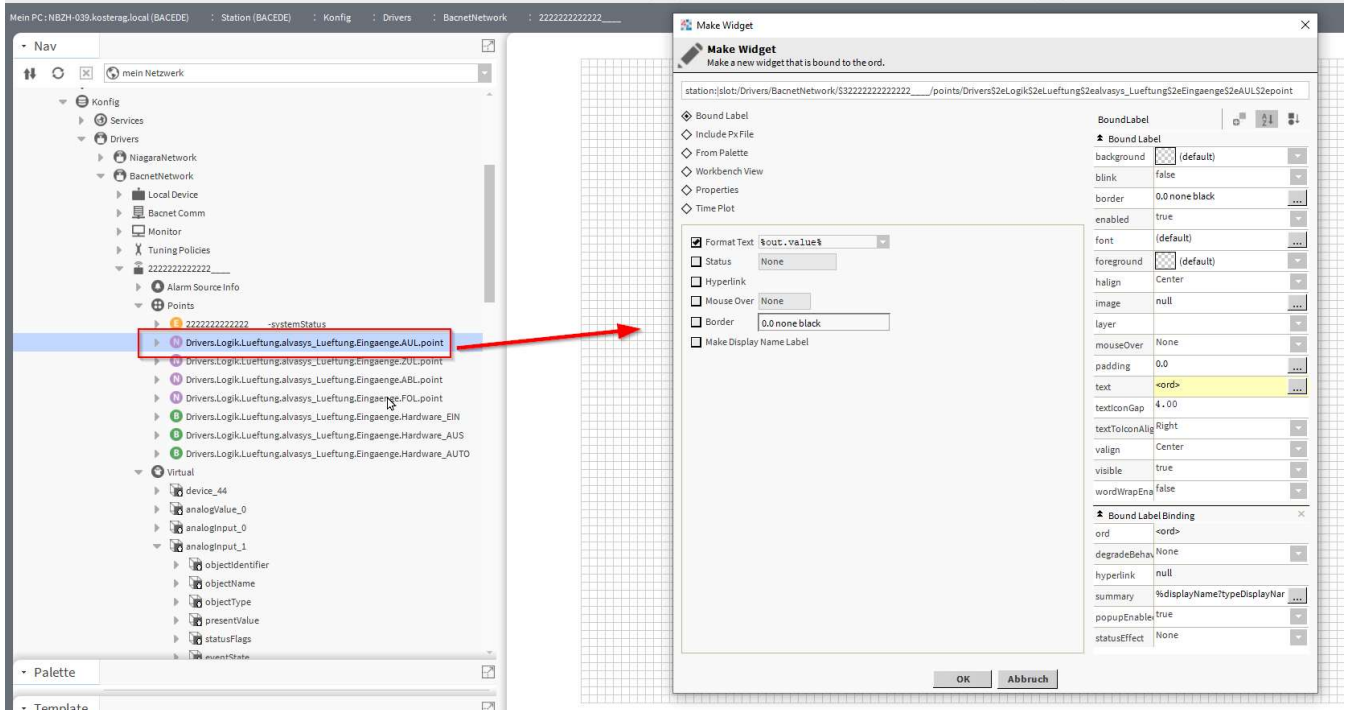 Mein PC : NBZH-039.kosterag.local (BACEDE) : Station (BACEDE) : Konfig : Drivers : BacnetNetwork : 2222222222222____
Nav
mein Netzwerk
Konfig
Services
Drivers
NiagaraNetwork
BacnetNetwork
Local Device
Bacnet Comm
Monitor
Tuning Policies
2222222222222____
Alarm Source Info
Points
2222222222222 -systemStatus
Drivers.Logik.Lueftung.alvasys_Lueftung.Eingaenge.AUL.point
Drivers.Logik.Lueftung.alvasys_Lueftung.Eingaenge.ZUL.point
Drivers.Logik.Lueftung.alvasys_Lueftung.Eingaenge.ABL.point
Drivers.Logik.Lueftung.alvasys_Lueftung.Eingaenge.FOL.point
Drivers.Logik.Lueftung.alvasys_Lueftung.Eingaenge.Hardware_EIN
Drivers.Logik.Lueftung.alvasys_Lueftung.Eingaenge.Hardware_AUS
Drivers.Logik.Lueftung.alvasys_Lueftung.Eingaenge.Hardware_AUTO
Virtual
device_44
analogValue_0
analogInput_0
analogInput_1
objectIdentifier
objectName
objectType
presentValue
statusFlags
eventState
Palette
Template
Make Widget
Make Widget
Make a new widget that is bound to the ord.
station:|slot:/Drivers/BacnetNetwork/$32222222222222____/points/Drivers$2eLogik$2eLueftung$2ealvasys_Lueftung$2eEingaenge$2eAUL$2epoint
Bound Label
Include Px File
From Palette
Workbench View
Properties
Time Plot
Format Text %out.value%
Status None
Hyperlink
Mouse Over None
Border 0.0 none black
Make Display Name Label
BoundLabel
Bound Label
background (default)
blink false
border 0.0 none black ...
enabled true
font (default) ...
foreground (default)
halign Center
image null ...
layer
mouseOver None
padding 0.0 ...
text <ord> ...
textIconGap 4.00
textToIconAlig Right
valign Center
visible true
wordWrapEna false
Bound Label Binding
ord <ord>
degradeBehav None
hyperlink null
summary %displayName?typeDisplayNar ...
popupEnable true
statusEffect None
OK Abbruch